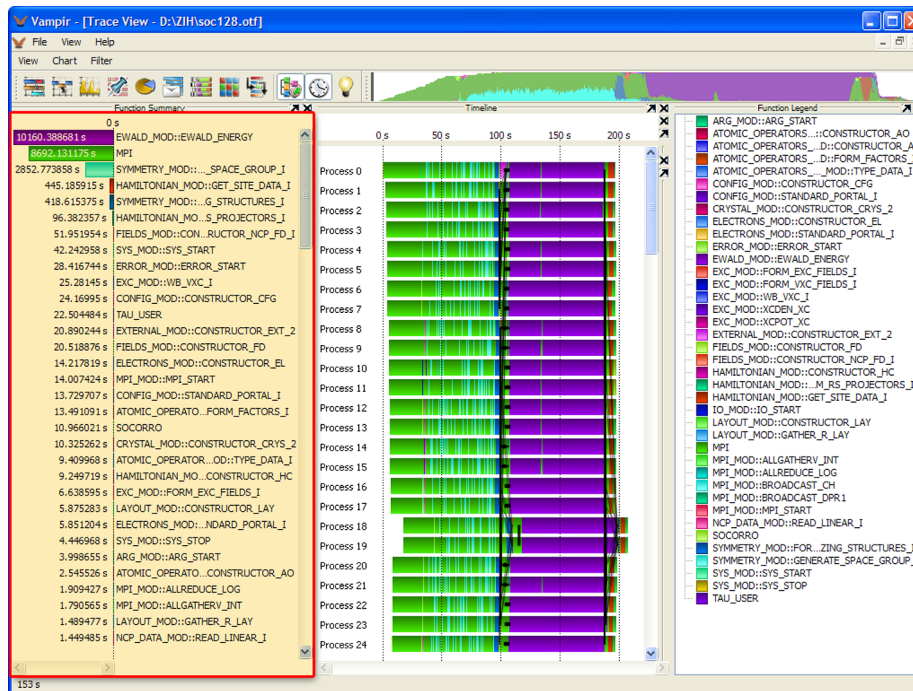 Vampir - [Trace View - D:\ZIH\soc128.otf]
File View Help
View Chart Filter
Function Summary
0 s
10160.388681 s EWALD_MOD::EWALD_ENERGY
8692.131175 s MPI
2852.773858 s SYMMETRY_MOD::..._SPACE_GROUP_I
445.185915 s HAMILTONIAN_MOD::GET_SITE_DATA_I
418.615375 s SYMMETRY_MOD::...G_STRUCTURES_I
96.382357 s HAMILTONIAN_MO...S_PROJECTORS_I
51.951954 s FIELDS_MOD::CON...RUCTOR_NCP_FD_I
42.242958 s SYS_MOD::SYS_START
28.416744 s ERROR_MOD::ERROR_START
25.28145 s EXC_MOD::WB_VXC_I
24.16995 s CONFIG_MOD::CONSTRUCTOR_CFG
22.504484 s TAU_USER
20.890244 s EXTERNAL_MOD::CONSTRUCTOR_EXT_2
20.518876 s FIELDS_MOD::CONSTRUCTOR_FD
14.217819 s ELECTRONS_MOD::CONSTRUCTOR_EL
14.007424 s MPI_MOD::MPI_START
13.729707 s CONFIG_MOD::STANDARD_PORTAL_I
13.491091 s ATOMIC_OPERATO...FORM_FACTORS_I
10.966021 s SOCORRO
10.325262 s CRYSTAL_MOD::CONSTRUCTOR_CRYS_2
9.409968 s ATOMIC_OPERATOR...OD::TYPE_DATA_I
9.249719 s HAMILTONIAN_MO...CONSTRUCTOR_HC
6.638595 s EXC_MOD::FORM_EXC_FIELDS_I
5.875283 s LAYOUT_MOD::CONSTRUCTOR_LAY
5.851204 s ELECTRONS_MOD::...NDARD_PORTAL_I
4.446968 s SYS_MOD::SYS_STOP
3.998655 s ARG_MOD::ARG_START
2.545526 s ATOMIC_OPERATO...CONSTRUCTOR_AO
1.909427 s MPI_MOD::ALLREDUCE_LOG
1.790565 s MPI_MOD::ALLGATHERV_INT
1.489477 s LAYOUT_MOD::GATHER_R_LAY
1.449485 s NCP_DATA_MOD::READ_LINEAR_I
Timeline
0 s 50 s 100 s 150 s 200 s
Process 0
Process 1
Process 2
Process 3
Process 4
Process 5
Process 6
Process 7
Process 8
Process 9
Process 10
Process 11
Process 12
Process 13
Process 14
Process 15
Process 16
Process 17
Process 18
Process 19
Process 20
Process 21
Process 22
Process 23
Process 24
Function Legend
ARG_MOD::ARG_START
ATOMIC_OPERATORS...::CONSTRUCTOR_AO
ATOMIC_OPERATORS_...D::CONSTRUCTOR_A
ATOMIC_OPERATORS_...D::FORM_FACTORS_I
ATOMIC_OPERATORS_..._MOD::TYPE_DATA_I
CONFIG_MOD::CONSTRUCTOR_CFG
CONFIG_MOD::STANDARD_PORTAL_I
CRYSTAL_MOD::CONSTRUCTOR_CRYS_2
ELECTRONS_MOD::CONSTRUCTOR_EL
ELECTRONS_MOD::STANDARD_PORTAL_I
ERROR_MOD::ERROR_START
EWALD_MOD::EWALD_ENERGY
EXC_MOD::FORM_EXC_FIELDS_I
EXC_MOD::FORM_VXC_FIELDS_I
EXC_MOD::WB_VXC_I
EXC_MOD::XCDEN_XC
EXC_MOD::XCPOT_XC
EXTERNAL_MOD::CONSTRUCTOR_EXT_2
FIELDS_MOD::CONSTRUCTOR_FD
FIELDS_MOD::CONSTRUCTOR_NCP_FD_I
HAMILTONIAN_MOD::CONSTRUCTOR_HC
HAMILTONIAN_MOD::...M_RS_PROJECTORS_I
HAMILTONIAN_MOD::GET_SITE_DATA_I
IO_MOD::IO_START
LAYOUT_MOD::CONSTRUCTOR_LAY
LAYOUT_MOD::GATHER_R_LAY
MPI
MPI_MOD::ALLGATHERV_INT
MPI_MOD::ALLREDUCE_LOG
MPI_MOD::BROADCAST_CH
MPI_MOD::BROADCAST_DPR1
MPI_MOD::MPI_START
NCP_DATA_MOD::READ_LINEAR_I
SOCORRO
SYMMETRY_MOD::FOR...ZING_STRUCTURES_I
SYMMETRY_MOD::GENERATE_SPACE_GROUP_
SYS_MOD::SYS_START
SYS_MOD::SYS_STOP
TAU_USER
153 s